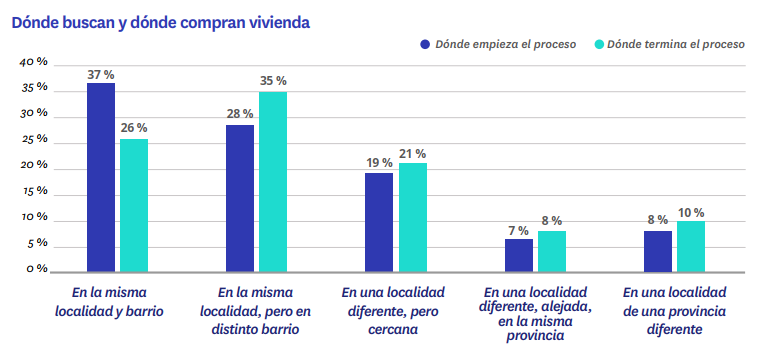 Dónde buscan y dónde compran vivienda
Dónde empieza el proceso
Dónde termina el proceso
40 %
35 %
30 %
25 %
20 %
15 %
10 %
5 %
0 %
37 %
26 %
28 %
35 %
19 %
21 %
7 %
8 %
8 %
10 %
En la misma
localidad y barrio
En la misma
localidad, pero en
distinto barrio
En una localidad
diferente, pero
cercana
En una localidad
diferente, alejada,
en la misma
provincia
En una localidad
de una provincia
diferente